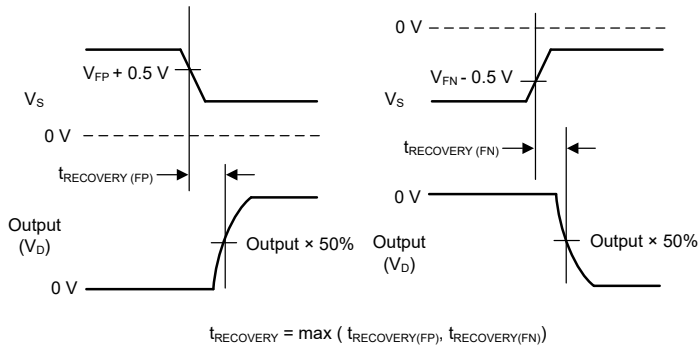 V_FP + 0.5 V
V_S
0 V
t_RECOVERY (FP)
Output
(V_D)
Output × 50%
0 V
0 V
V_FN - 0.5 V
V_S
t_RECOVERY (FN)
0 V
Output
(V_D)
Output × 50%
t_RECOVERY = max ( t_RECOVERY(FP), t_RECOVERY(FN))